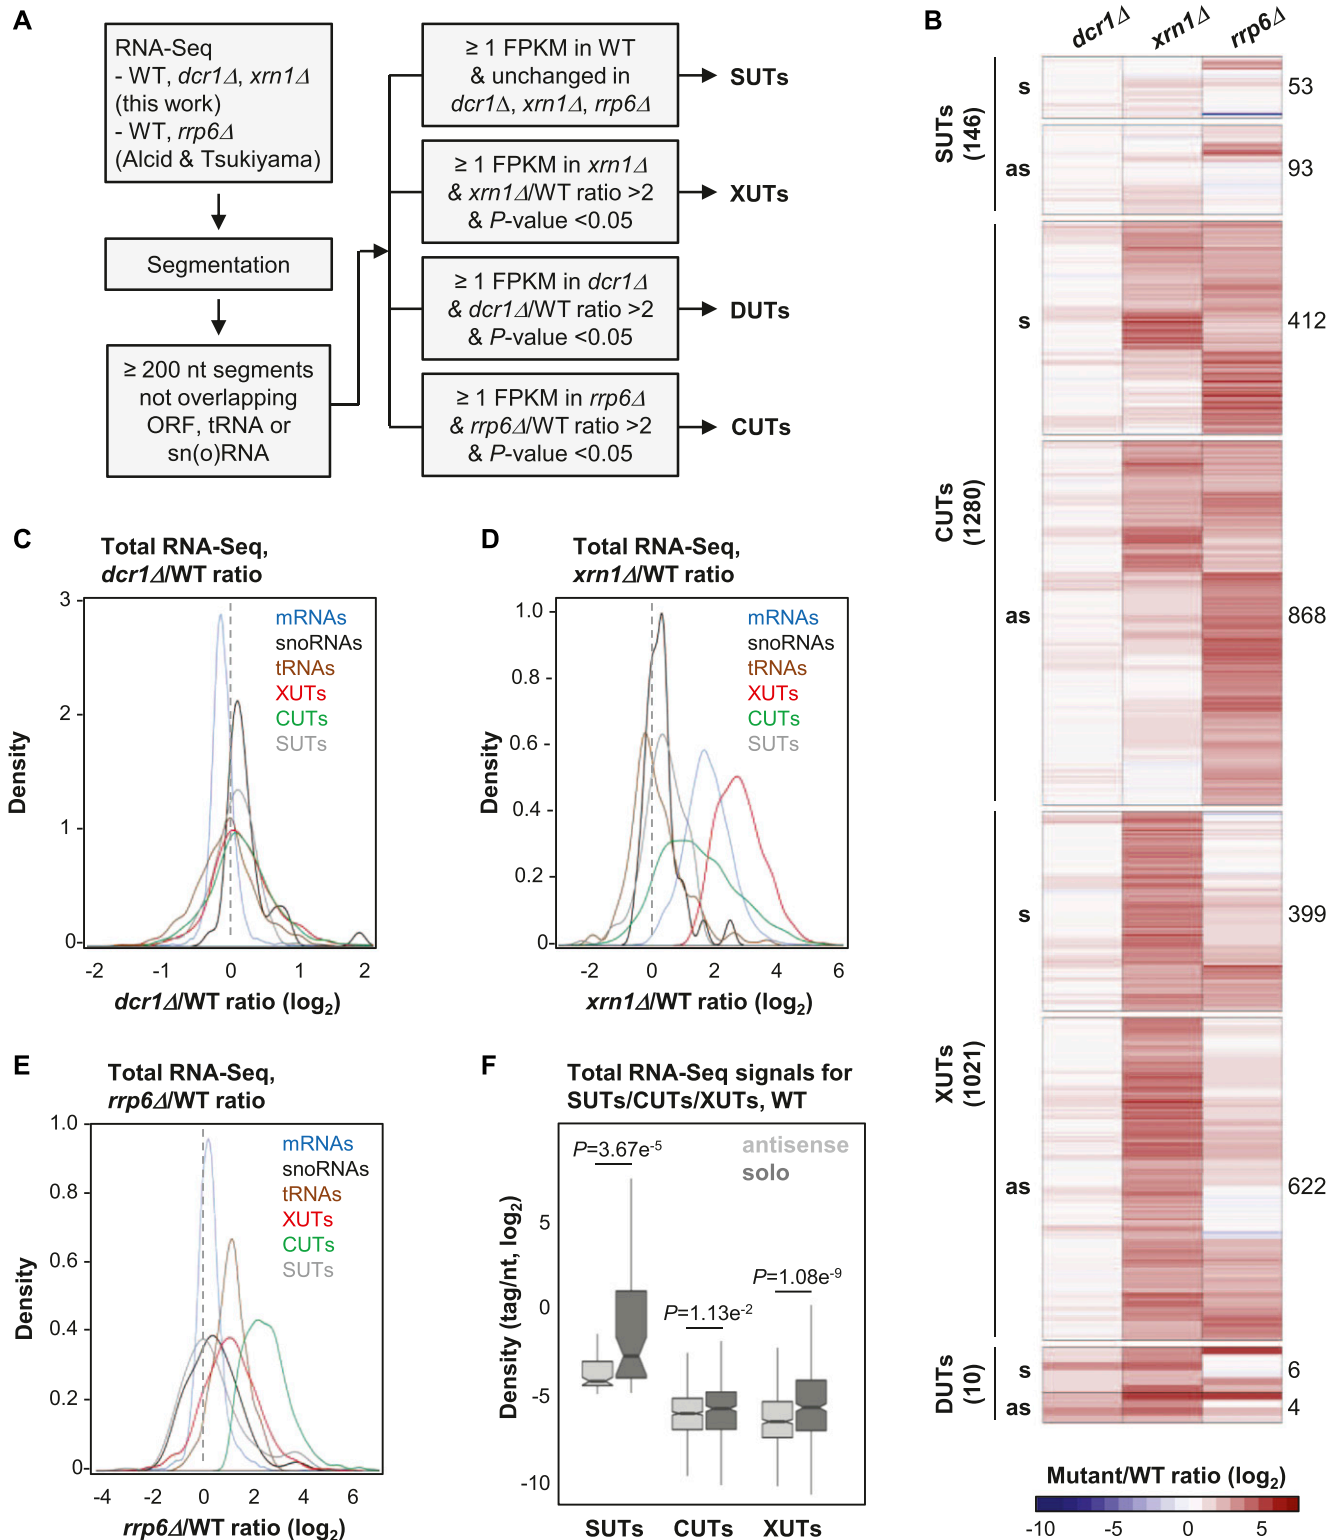 A
RNA-Seq
- WT, dcr1Δ, xrn1Δ
(this work)
- WT, rrp6Δ
(Alcid & Tsukiyama)
Segmentation
≥ 200 nt segments
not overlapping
ORF, tRNA or
sn(o)RNA
≥ 1 FPKM in WT
& unchanged in
dcr1Δ, xrn1Δ, rrp6Δ
SUTs
≥ 1 FPKM in xrn1Δ
& xrn1Δ/WT ratio >2
& P-value <0.05
XUTs
≥ 1 FPKM in dcr1Δ
& dcr1Δ/WT ratio >2
& P-value <0.05
DUTs
≥ 1 FPKM in rrp6Δ
& rrp6Δ/WT ratio >2
& P-value <0.05
CUTs
B
dcr1Δ
xrn1Δ
rrp6Δ
SUTs
(146)
s
53
as
93
CUTs
(1280)
s
412
as
868
XUTs
(1021)
s
399
as
622
DUTs
(10)
s
6
as
4
Mutant/WT ratio (log2)
-10
-5
0
5
C
Total RNA-Seq,
dcr1Δ/WT ratio
mRNAs
snoRNAs
tRNAs
XUTs
CUTs
SUTs
Density
3
2
1
0
-2
-1
0
1
2
dcr1Δ/WT ratio (log2)
D
Total RNA-Seq,
xrn1Δ/WT ratio
mRNAs
snoRNAs
tRNAs
XUTs
CUTs
SUTs
Density
1.0
0.8
0.6
0.4
0.2
0
-2
0
2
4
6
xrn1Δ/WT ratio (log2)
E
Total RNA-Seq,
rrp6Δ/WT ratio
mRNAs
snoRNAs
tRNAs
XUTs
CUTs
SUTs
Density
1.0
0.8
0.6
0.4
0.2
0
-4
-2
0
2
4
6
rrp6Δ/WT ratio (log2)
F
Total RNA-Seq signals for
SUTs/CUTs/XUTs, WT
antisense
solo
P=3.67e-5
P=1.13e-2
P=1.08e-9
Density (tag/nt, log2)
5
0
-5
-10
SUTs
CUTs
XUTs